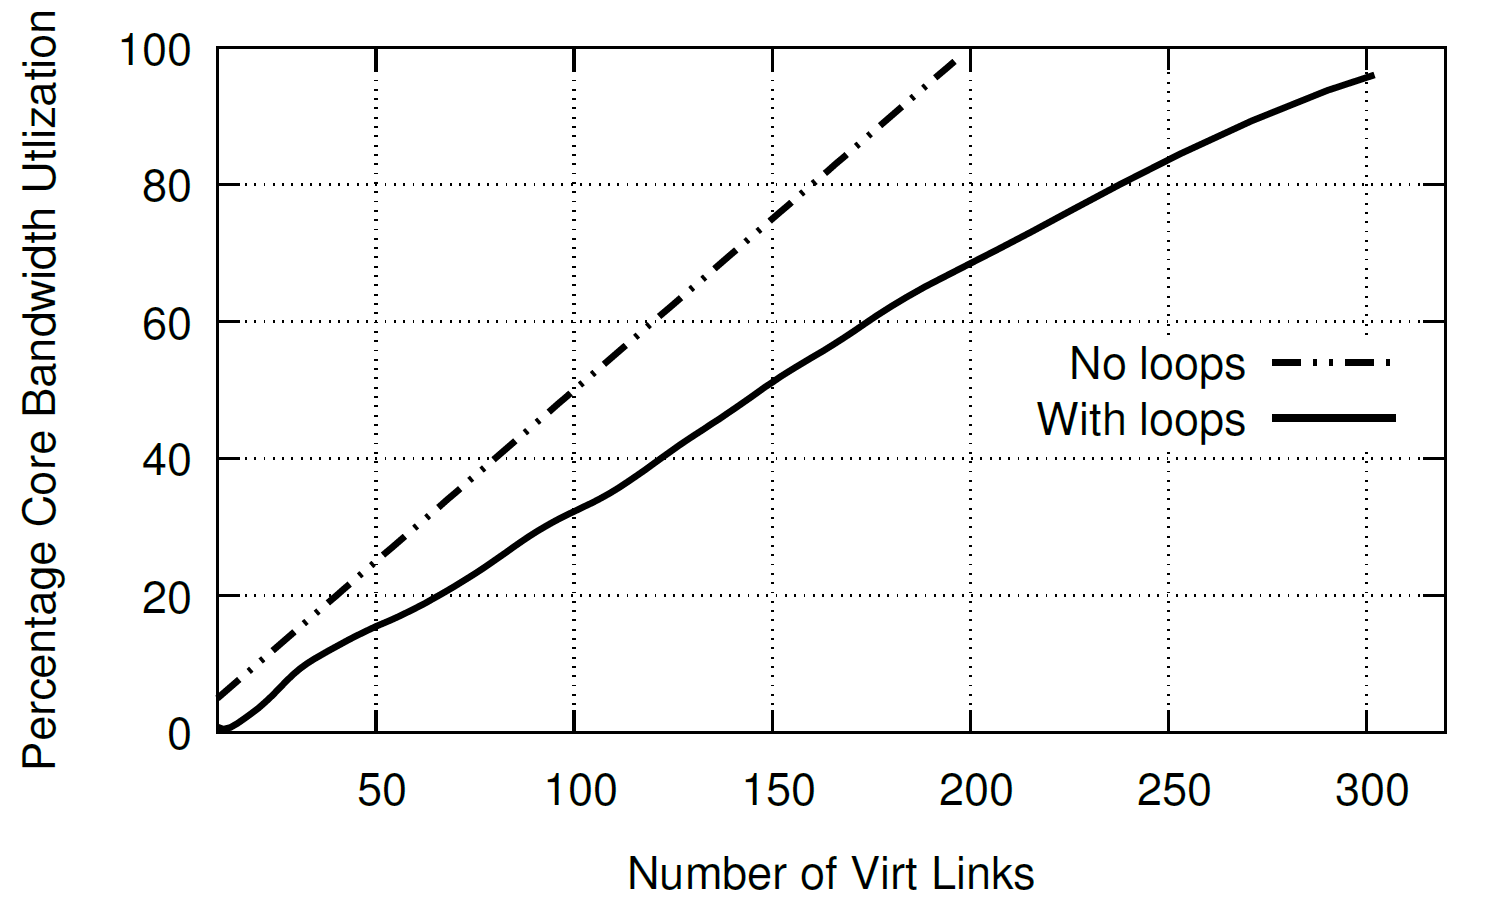 Percentage Core Bandwidth Utlization
100
80
60
40
20
0
No loops
With loops
50 100 150 200 250 300
Number of Virt Links